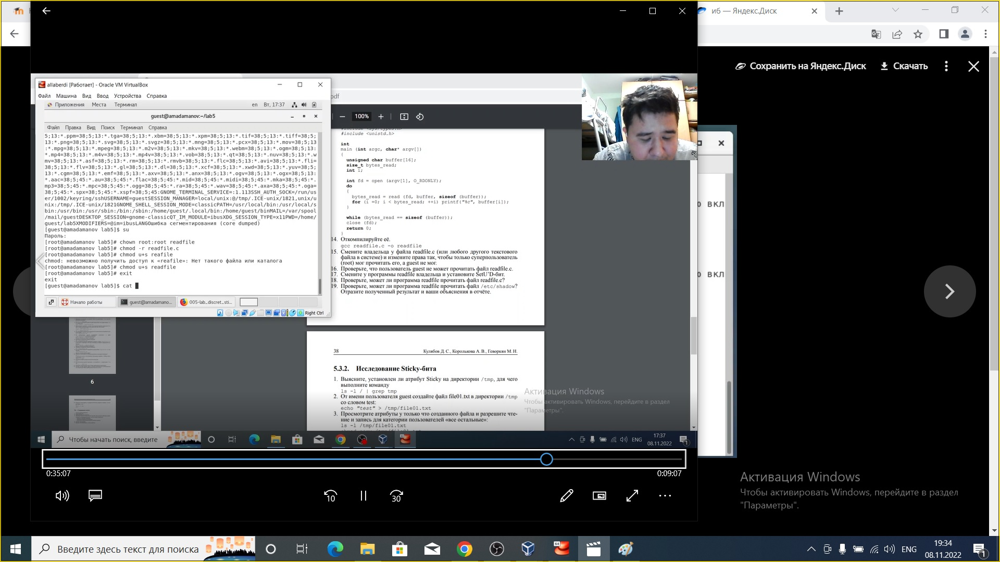 иб — Яндекс.Диск
Сохранить на Яндекс.Диск
Скачать
allaberdi [Работает] - Oracle VM VirtualBox
Файл Машина Вид Ввод Устройства Справка
Приложения Места Терминал en Вт, 17:37
guest@amadamanov:~/lab5
Файл Правка Вид Поиск Терминал Справка
5;13:*.ppm=38;5;13:*.tga=38;5;13:*.xbm=38;5;13:*.xpm=38;5;13:*.tif=38;5;13:*.tiff=38;5;
13:*.png=38;5;13:*.svg=38;5;13:*.svgz=38;5;13:*.mng=38;5;13:*.pcx=38;5;13:*.mov=38;5;13
:*.mpg=38;5;13:*.mpeg=38;5;13:*.m2v=38;5;13:*.mkv=38;5;13:*.webm=38;5;13:*.ogm=38;5;13:
*.mp4=38;5;13:*.m4v=38;5;13:*.mp4v=38;5;13:*.vob=38;5;13:*.qt=38;5;13:*.nuv=38;5;13:*.w
mv=38;5;13:*.asf=38;5;13:*.rm=38;5;13:*.rmvb=38;5;13:*.flc=38;5;13:*.avi=38;5;13:*.fli=
38;5;13:*.flv=38;5;13:*.gl=38;5;13:*.dl=38;5;13:*.xcf=38;5;13:*.xwd=38;5;13:*.yuv=38;5;
13:*.cgm=38;5;13:*.emf=38;5;13:*.axv=38;5;13:*.anx=38;5;13:*.ogv=38;5;13:*.ogx=38;5;13:
*.aac=38;5;45:*.au=38;5;45:*.flac=38;5;45:*.mid=38;5;45:*.midi=38;5;45:*.mka=38;5;45:*.
mp3=38;5;45:*.mpc=38;5;45:*.ogg=38;5;45:*.ra=38;5;45:*.wav=38;5;45:*.axa=38;5;45:*.oga=
38;5;45:*.spx=38;5;45:*.xspf=38;5;45:GNOME_TERMINAL_SERVICE=:1.113SSH_AUTH_SOCK=/run/us
er/1002/keyring/sshUSERNAME=guestSESSION_MANAGER=local/unix:@/tmp/.ICE-unix/1821,unix/u
nix:/tmp/.ICE-unix/1821GNOME_SHELL_SESSION_MODE=classicPATH=/usr/local/bin:/usr/local/s
bin:/usr/bin:/usr/sbin:/bin:/sbin:/home/guest/.local/bin:/home/guest/binMAIL=/var/spool
/mail/guestDESKTOP_SESSION=gnome-classicQT_IM_MODULE=ibusXDG_SESSION_TYPE=x11PWD=/home/
guest/lab5XMODIFIERS=@im=ibusLANGОшибка сегментирования (core dumped)
[guest@amadamanov lab5]$ su
Пароль:
[root@amadamanov lab5]# chown root:root readfile
[root@amadamanov lab5]# chmod -r readfile.c
[root@amadamanov lab5]# chmod u+s reafile
chmod: невозможно получить доступ к «reafile»: Нет такого файла или каталога
[root@amadamanov lab5]# chmod u+s readfile
[root@amadamanov lab5]# exit
exit
[guest@amadamanov lab5]$ cat
Начало работы guest@amadamano... 005-lab_discret_sti...
Right Ctrl
pdf
100%
#include <sys/types.h>
#include <unistd.h>
int
main (int argc, char* argv[])
{
unsigned char buffer[16];
size_t bytes_read;
int i;
int fd = open (argv[1], O_RDONLY);
do
{
bytes_read = read (fd, buffer, sizeof (buffer));
for (i =0; i < bytes_read; ++i) printf("%c", buffer[i]);
}
while (bytes_read == sizeof (buffer));
close (fd);
return 0;
}
14. Откомпилируйте её.
gcc readfile.c -o readfile
15. Смените владельца у файла readfile.c (или любого другого текстового
файла в системе) и измените права так, чтобы только суперпользователь
(root) мог прочитать его, а guest не мог.
16. Проверьте, что пользователь guest не может прочитать файл readfile.c.
17. Смените у программы readfile владельца и установите SetU'D-бит.
18. Проверьте, может ли программа readfile прочитать файл readfile.c?
19. Проверьте, может ли программа readfile прочитать файл /etc/shadow?
Отразите полученный результат и ваши объяснения в отчёте.
38 Кулябов Д. С., Королькова А. В., Геворкян М. Н.
5.3.2. Исследование Sticky-бита
1. Выясните, установлен ли атрибут Sticky на директории /tmp, для чего
выполните команду
ls -l / | grep tmp
2. От имени пользователя guest создайте файл file01.txt в директории /tmp
со словом test:
echo "test" > /tmp/file01.txt
3. Просмотрите атрибуты у только что созданного файла и разрешите чте-
ние и запись для категории пользователей «все остальные»:
ls -l /tmp/file01.txt
6
Активация Windows
Чтобы активировать Windows, перейдите в раздел
"Параметры".
О ВКЛ
О ВКЛ
Чтобы начать поиск, введите
ENG
17:37
08.11.2022
1
0:35:07
0:09:07
10
30
Активация Windows
Чтобы активировать Windows, перейдите в раздел
"Параметры".
Введите здесь текст для поиска
64
ENG
19:34
08.11.2022
1